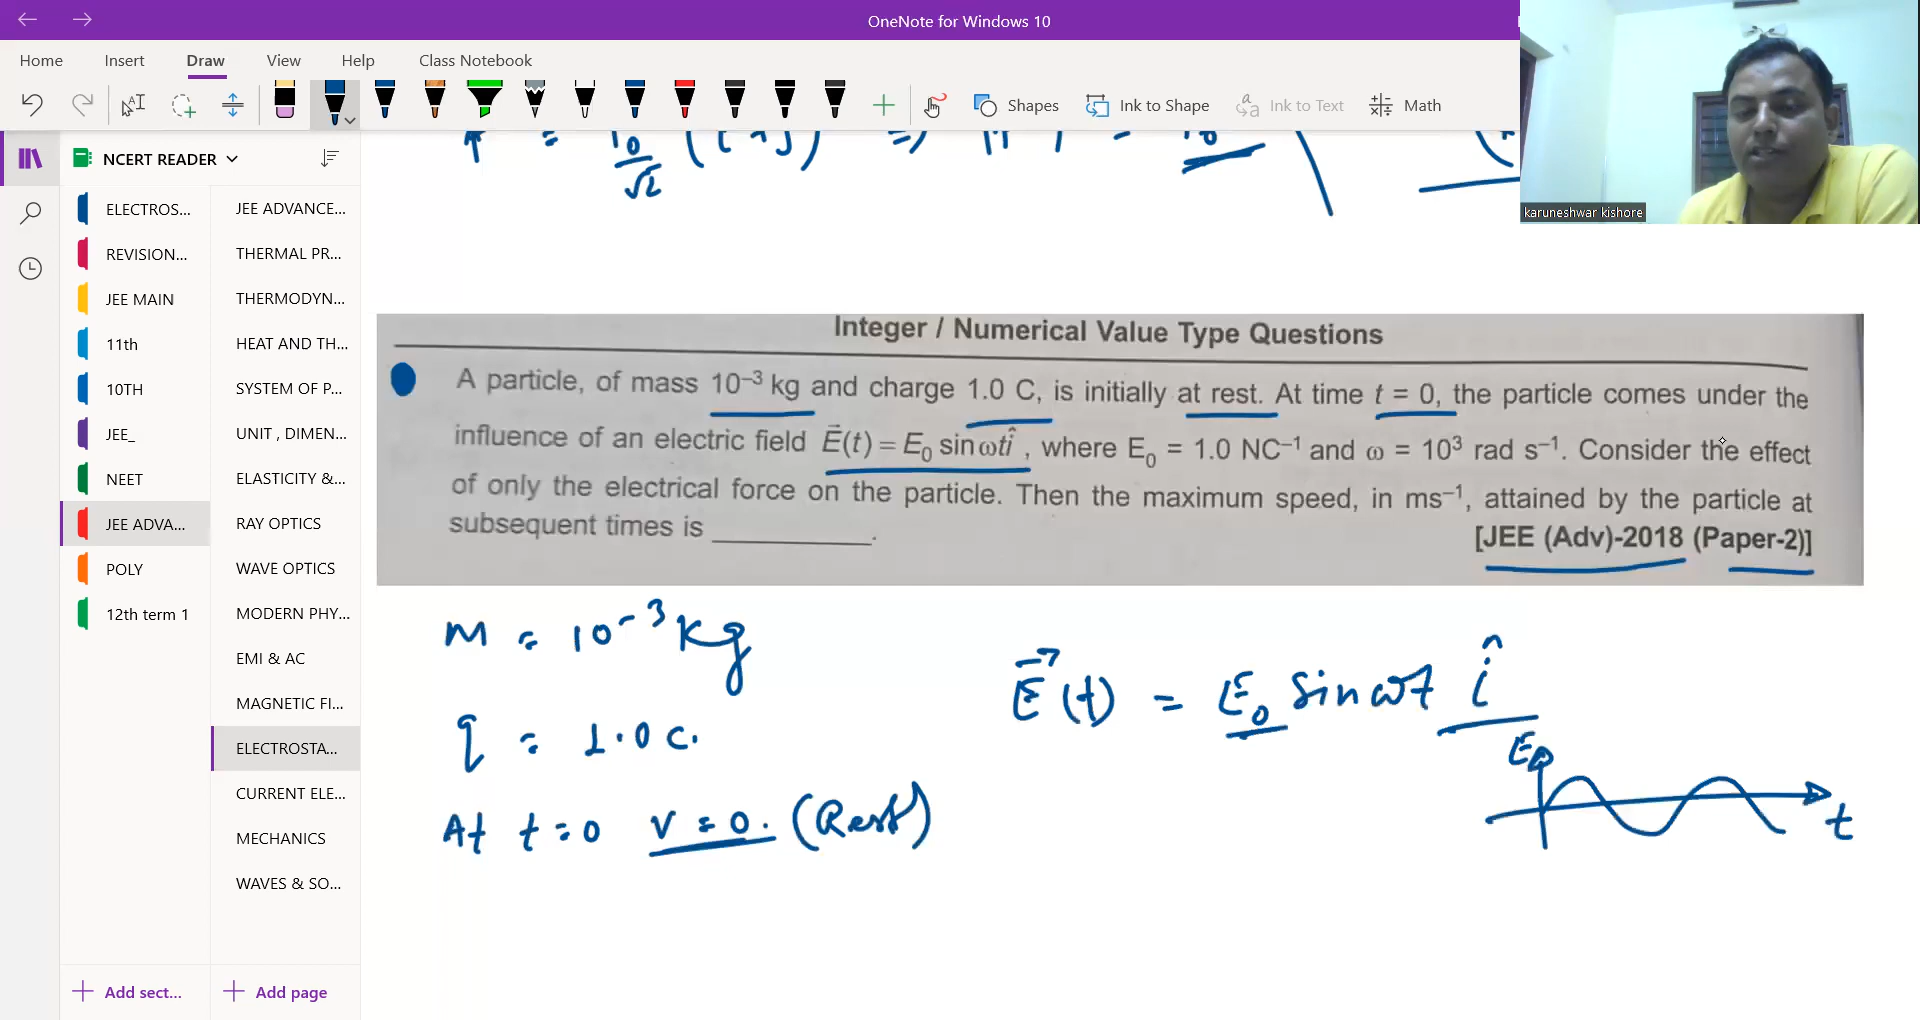 OneNote for Windows 10
Home Insert Draw View Help Class Notebook
Shapes Ink to Shape Ink to Text Math
karuneshwar kishore
NCERT READER
ELECTROS...
REVISION...
JEE MAIN
11th
10TH
JEE_
NEET
JEE ADVA...
POLY
12th term 1
Add sect...
JEE ADVANCE...
THERMAL PR...
THERMODYN...
HEAT AND TH...
SYSTEM OF P...
UNIT , DIMEN...
ELASTICITY &...
RAY OPTICS
WAVE OPTICS
MODERN PHY...
EMI & AC
MAGNETIC FI...
ELECTROSTA...
CURRENT ELE...
MECHANICS
WAVES & SO...
Add page
Integer / Numerical Value Type Questions
A particle, of mass 10⁻³ kg and charge 1.0 C, is initially at rest. At time t = 0, the particle comes under the
influence of an electric field E⃗(t) = E₀ sinωtî , where E₀ = 1.0 NC⁻¹ and ω = 10³ rad s⁻¹. Consider the effect
of only the electrical force on the particle. Then the maximum speed, in ms⁻¹, attained by the particle at
subsequent times is ________.
[JEE (Adv)-2018 (Paper-2)]
M = 10⁻³ kg
q = 1.0 C.
At t=0 v=0. (Rest)
E⃗(t) = E₀ sinωt î
t